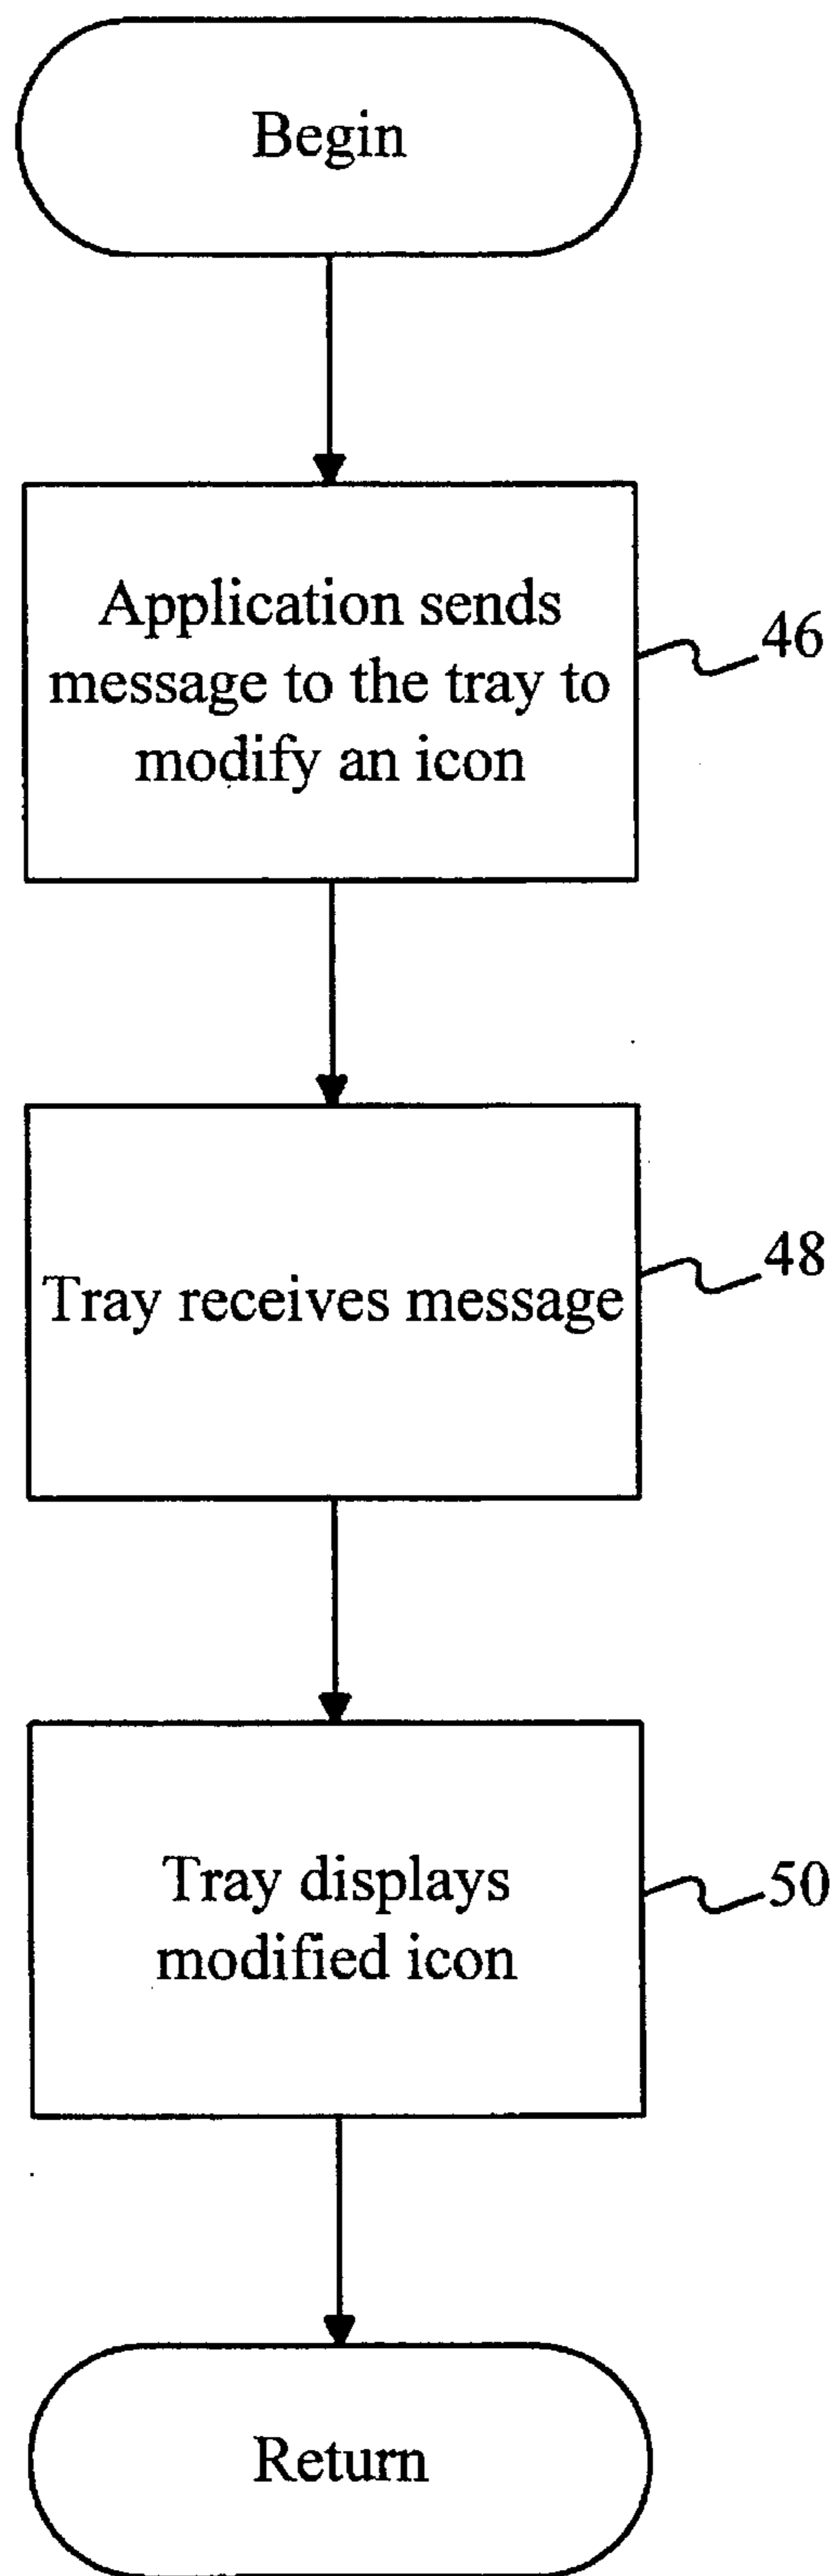 Begin
Application sends
message to the tray to
modify an icon
46
Tray receives message
48
Tray displays
modified icon
50
Return